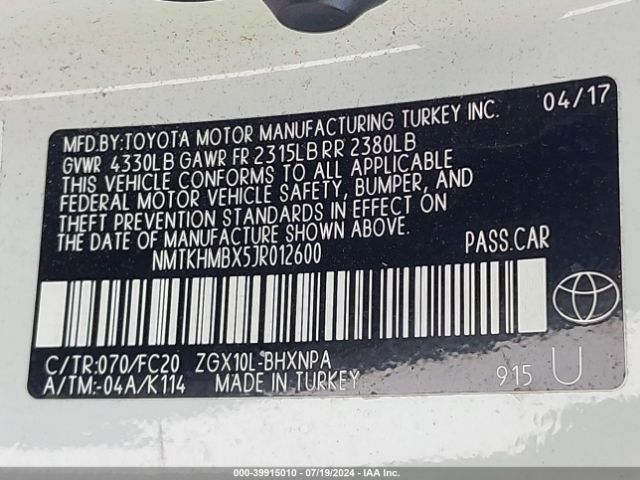 MFD.BY:TOYOTA MOTOR MANUFACTURING TURKEY INC. 04/17
GVWR 4330LB GAWR FR 2315LB RR 2380LB
THIS VEHICLE CONFORMS TO ALL APPLICABLE
FEDERAL MOTOR VEHICLE SAFETY, BUMPER, AND
THEFT PREVENTION STANDARDS IN EFFECT ON
THE DATE OF MANUFACTURE SHOWN ABOVE.
NMTKHMBX5JR012600 PASS.CAR
C/TR:070/FC20 ZGX10L-BHXNPA
A/TM:-04A/K114 MADE IN TURKEY 915 U
000-39915010 / 07/19/2024 / IAA.COM